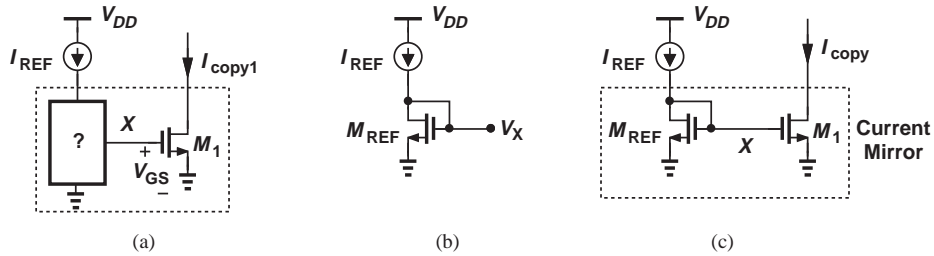 V_DD
I_REF
I_copy1
?
X
+
V_GS
−
M_1
(a)
V_DD
I_REF
M_REF
V_X
(b)
V_DD
I_REF
I_copy
M_REF
X
M_1
Current
Mirror
(c)